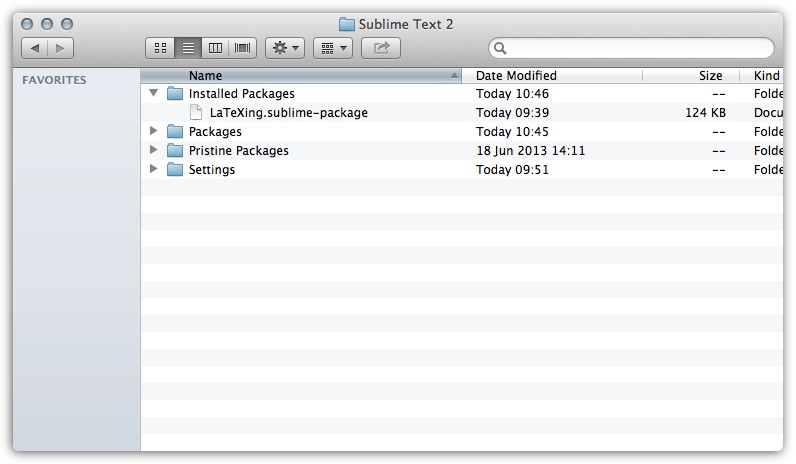 Sublime Text 2
FAVORITES
Name Date Modified Size Kind
Installed Packages Today 10:46 -- Folde
LaTeXing.sublime-package Today 09:39 124 KB Docu
Packages Today 10:45 -- Folde
Pristine Packages 18 Jun 2013 14:11 -- Folde
Settings Today 09:51 -- Folde